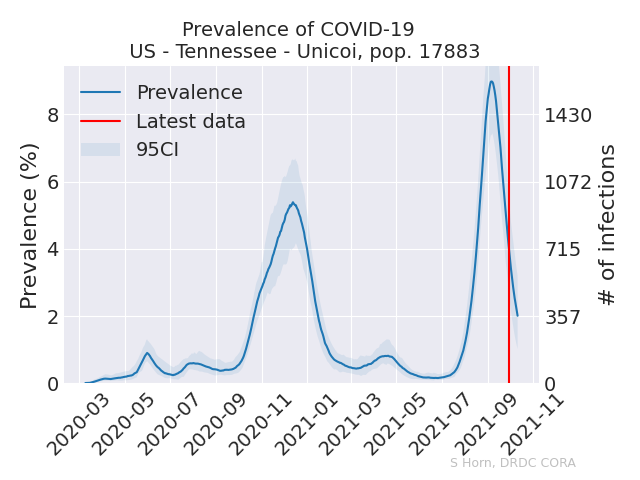 Prevalence of COVID-19
US - Tennessee - Unicoi, pop. 17883
Prevalence
Latest data
95CI
Prevalence (%)
8
6
4
2
0
1430
1072
715
357
0
# of infections
2020-03
2020-05
2020-07
2020-09
2020-11
2021-01
2021-03
2021-05
2021-07
2021-09
2021-11
S Horn, DRDC CORA